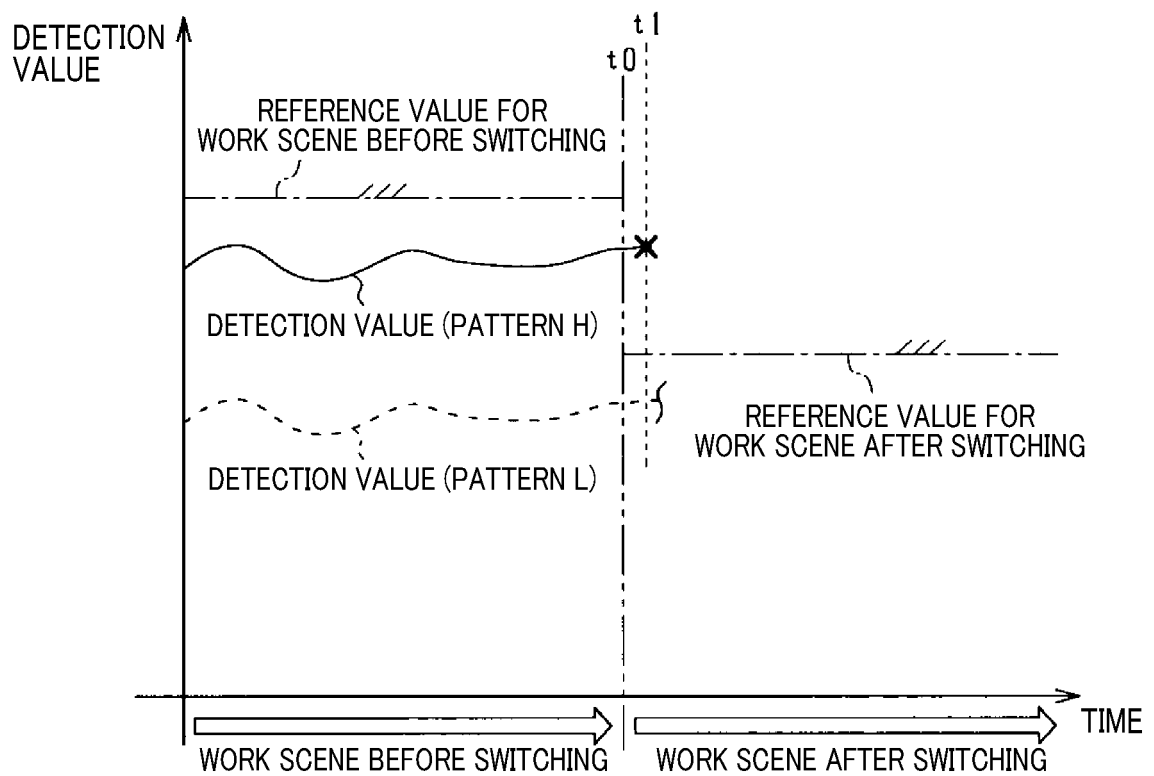 DETECTION
VALUE
t1
t0
REFERENCE VALUE FOR
WORK SCENE BEFORE SWITCHING
DETECTION VALUE (PATTERN H)
REFERENCE VALUE FOR
WORK SCENE AFTER SWITCHING
DETECTION VALUE (PATTERN L)
TIME
WORK SCENE BEFORE SWITCHING
WORK SCENE AFTER SWITCHING